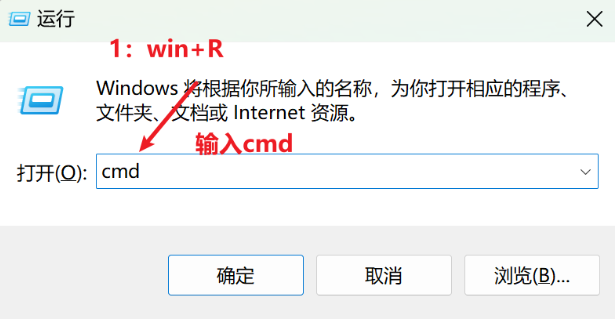 运行
1：win+R
Windows 将根据你所输入的名称，为你打开相应的程序、
文件夹、文档或 Internet 资源。
输入cmd
打开(O): cmd
确定 取消 浏览(B)...